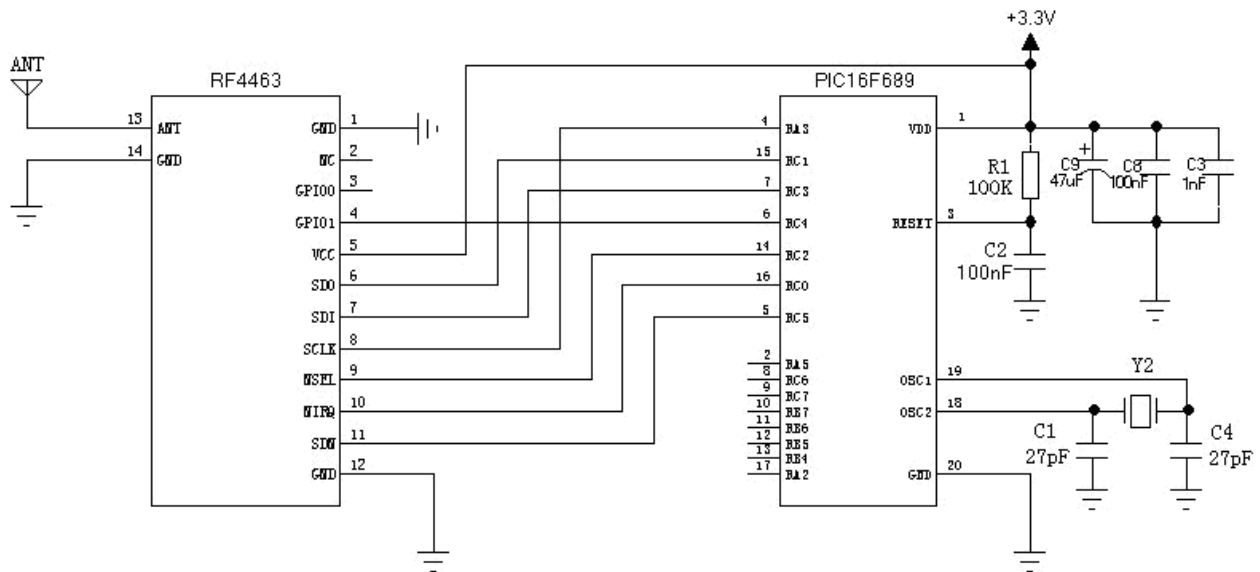 +3.3V
ANT
RF4463
PIC16F689
13
ANT
14
GND
GND
1
NC
2
GPIO0
3
GPIO1
4
VCC
5
SDO
6
SDI
7
SCLK
8
NSEL
9
NIRQ
10
SDN
11
GND
12
4
RA3
15
RC1
7
RC3
6
RC4
14
RC2
16
RC0
5
RC5
2
RA5
8
RC6
9
RC7
10
RB7
11
RB6
12
RB5
13
RB4
17
RA2
VDD
1
RESET
3
OSC1
19
OSC2
18
GND
20
R1
100K
C2
100nF
+
C9
47uF
C8
100nF
C3
1nF
Y2
C1
27pF
C4
27pF